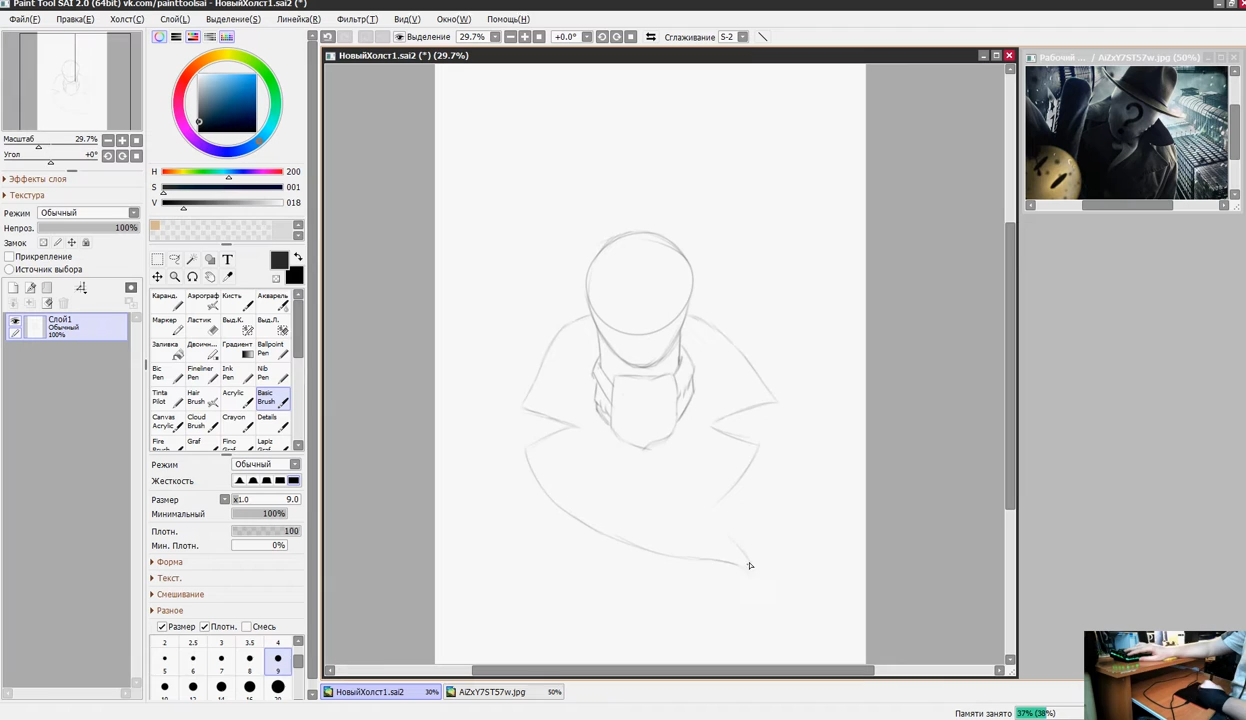 Paint Tool SAI 2.0 (64bit) vk.com/painttoolsai - НовыйХолст1.sai2 (*)
Файл(F) Правка(E) Холст(C) Слой(L) Выделение(S) Линейка(R) Фильтр(T) Вид(V) Окно(W) Помощь(H)
Выделение 29.7% +0.0° Сглаживание S-2
НовыйХолст1.sai2 (*) (29.7%)
Рабочий ... / AiZxY7ST57w.jpg (50%)
Масштаб 29.7%
Угол +0°
Эффекты слоя
Текстура
Режим Обычный
Непроз. 100%
Замок
Прикрепление
Источник выбора
Слой1
Обычный
100%
H 200
S 001
V 018
T
Каранд. Аэрограф Кисть Акварель
Маркер Ластик Выд.К. Выд.Л.
Заливка Двоичн... Градиент Ballpoint Pen
Bic Pen Fineliner Pen Ink Pen Nib Pen
Tinta Pilot Hair Brush Acrylic Basic Brush
Canvas Acrylic Cloud Brush Crayon Details
Fire Graf Fino Graf Lapiz
Режим Обычный
Жесткость
Размер x1.0 9.0
Минимальный 100%
Плотн. 100
Мин. Плотн. 0%
Форма
Текст.
Смешивание
Разное
Размер Плотн. Смесь
2 2.5 3 3.5 4
5 6 7 8 9
10 12 14 16 20
?
НовыйХолст1.sai2 30% AiZxY7ST57w.jpg 50%
Памяти занято 37% (38%)